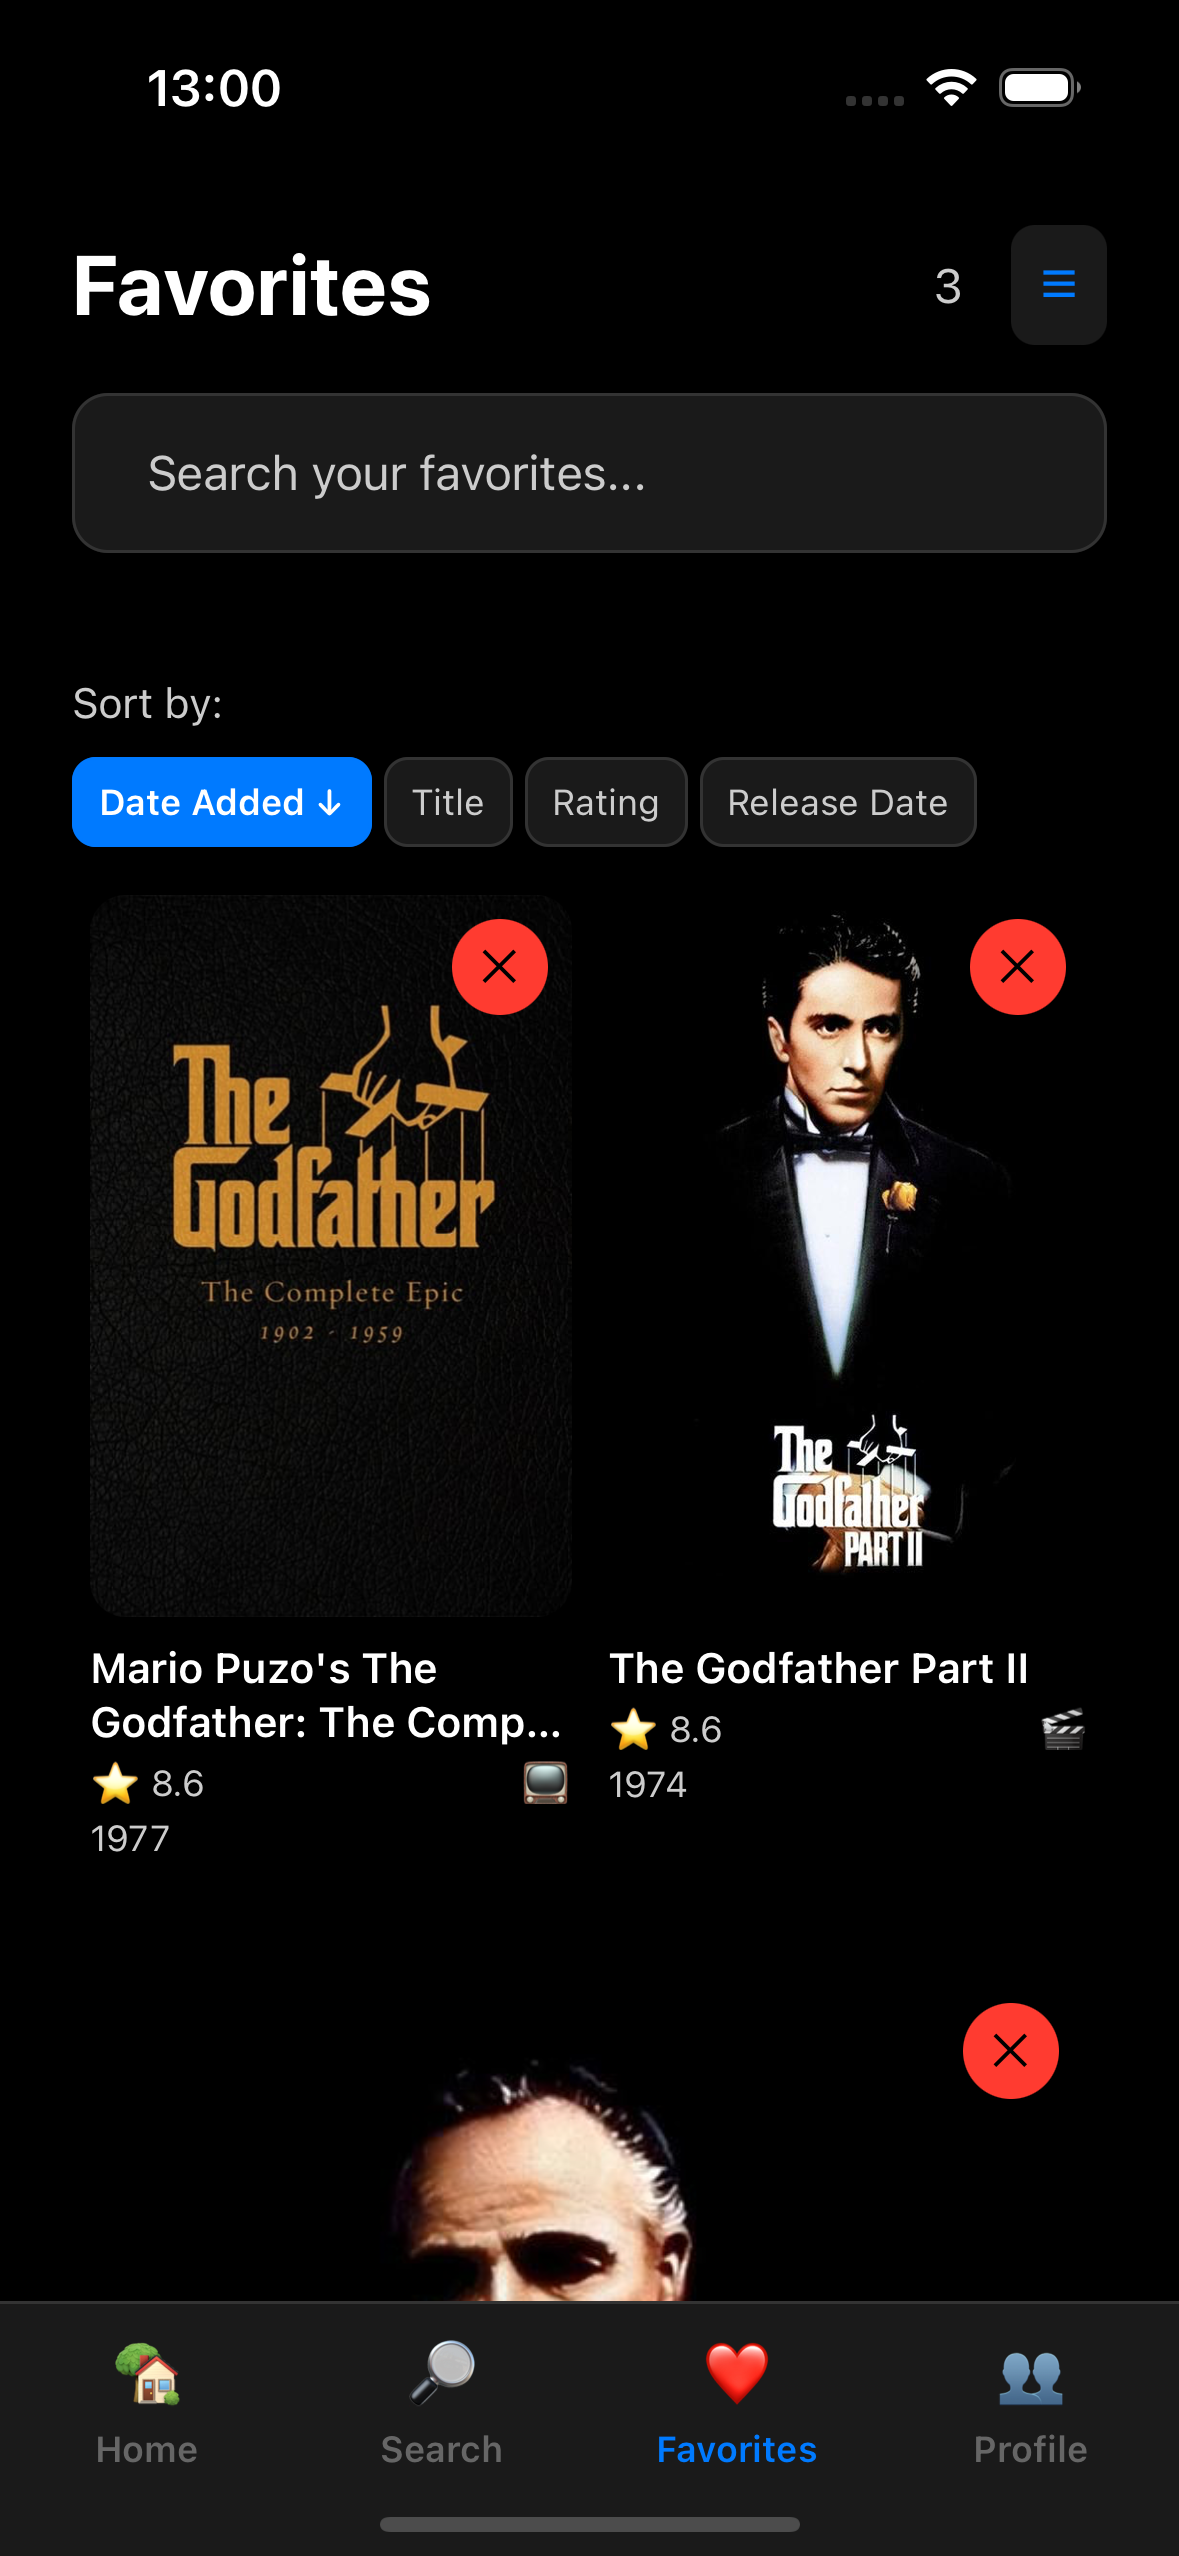 13:00
Favorites
3
Search your favorites...
Sort by:
Date Added ↓
Title
Rating
Release Date
The
Godfather
The Complete Epic
1902 - 1959
The
Godfather
PART II
Mario Puzo's The
Godfather: The Comp...
8.6
1977
The Godfather Part II
8.6
1974
Home
Search
Favorites
Profile